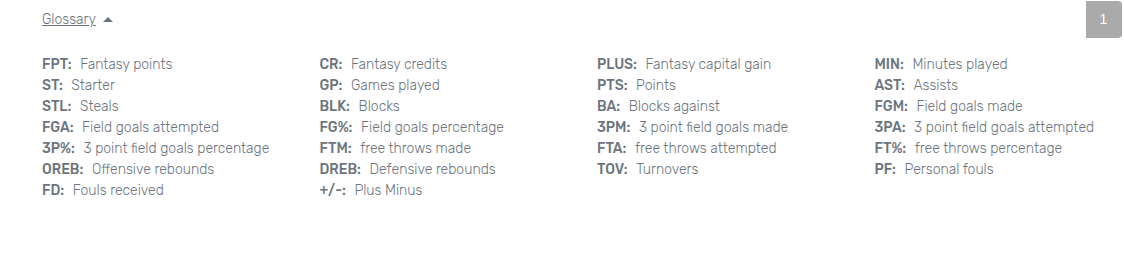 Glossary
1
FPT: Fantasy points CR: Fantasy credits PLUS: Fantasy capital gain MIN: Minutes played
ST: Starter GP: Games played PTS: Points AST: Assists
STL: Steals BLK: Blocks BA: Blocks against FGM: Field goals made
FGA: Field goals attempted FG%: Field goals percentage 3PM: 3 point field goals made 3PA: 3 point field goals attempted
3P%: 3 point field goals percentage FTM: free throws made FTA: free throws attempted FT%: free throws percentage
OREB: Offensive rebounds DREB: Defensive rebounds TOV: Turnovers PF: Personal fouls
FD: Fouls received +/-: Plus Minus